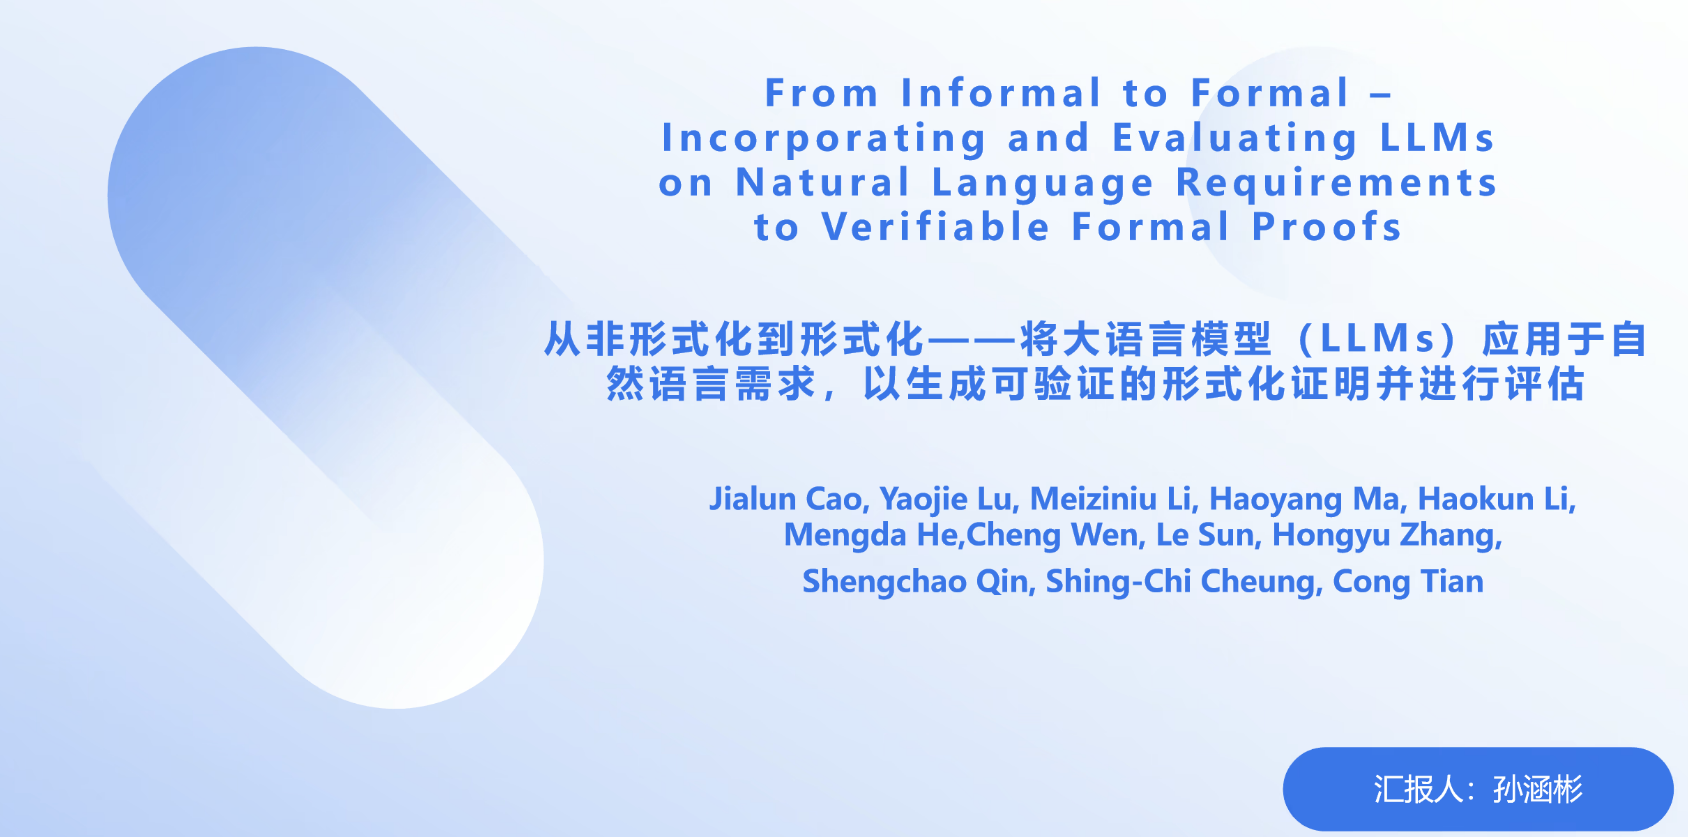 From Informal to Formal –
Incorporating and Evaluating LLMs
on Natural Language Requirements
to Verifiable Formal Proofs
从非形式化到形式化——将大语言模型（LLMs）应用于自
然语言需求，以生成可验证的形式化证明并进行评估
Jialun Cao, Yaojie Lu, Meiziniu Li, Haoyang Ma, Haokun Li,
Mengda He,Cheng Wen, Le Sun, Hongyu Zhang,
Shengchao Qin, Shing-Chi Cheung, Cong Tian
汇报人：孙涵彬